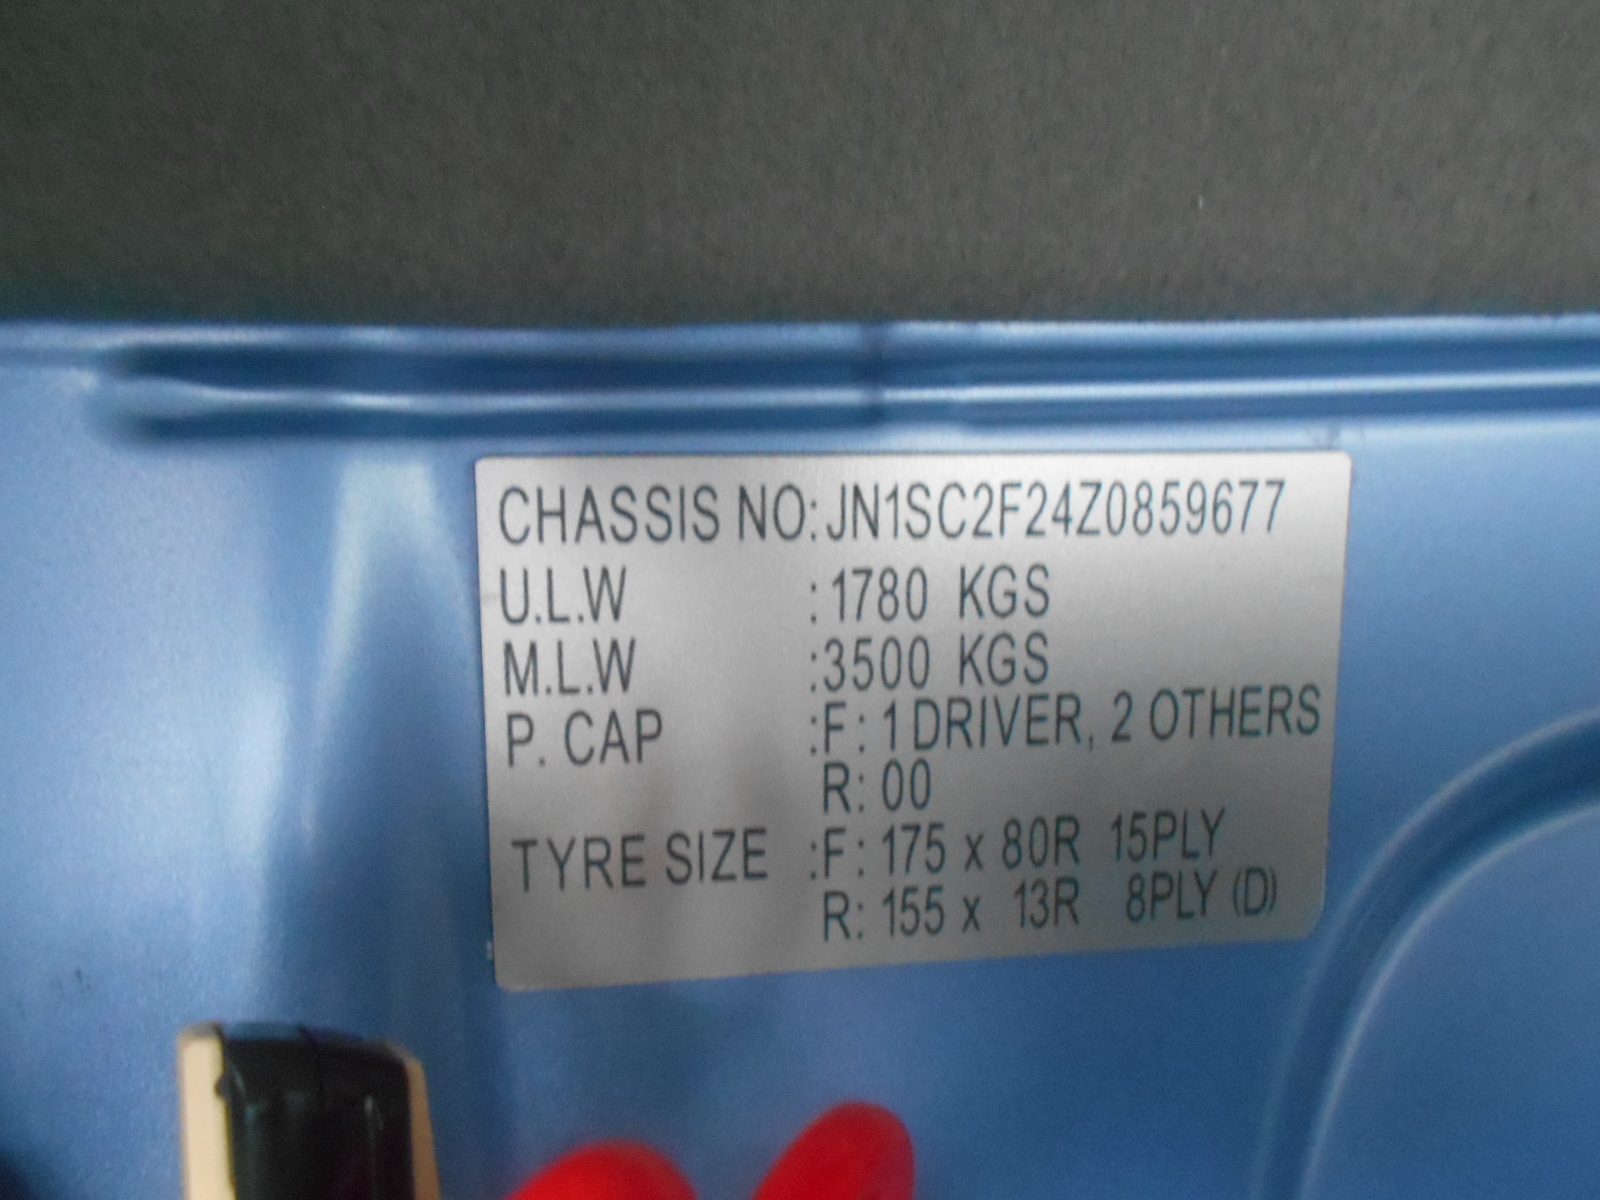 CHASSIS NO: JN1SC2F24Z0859677
U.L.W : 1780 KGS
M.L.W : 3500 KGS
P. CAP : F : 1 DRIVER, 2 OTHERS
R: 00
TYRE SIZE : F : 175 x 80R 15PLY
R: 155 x 13R 8PLY (D)